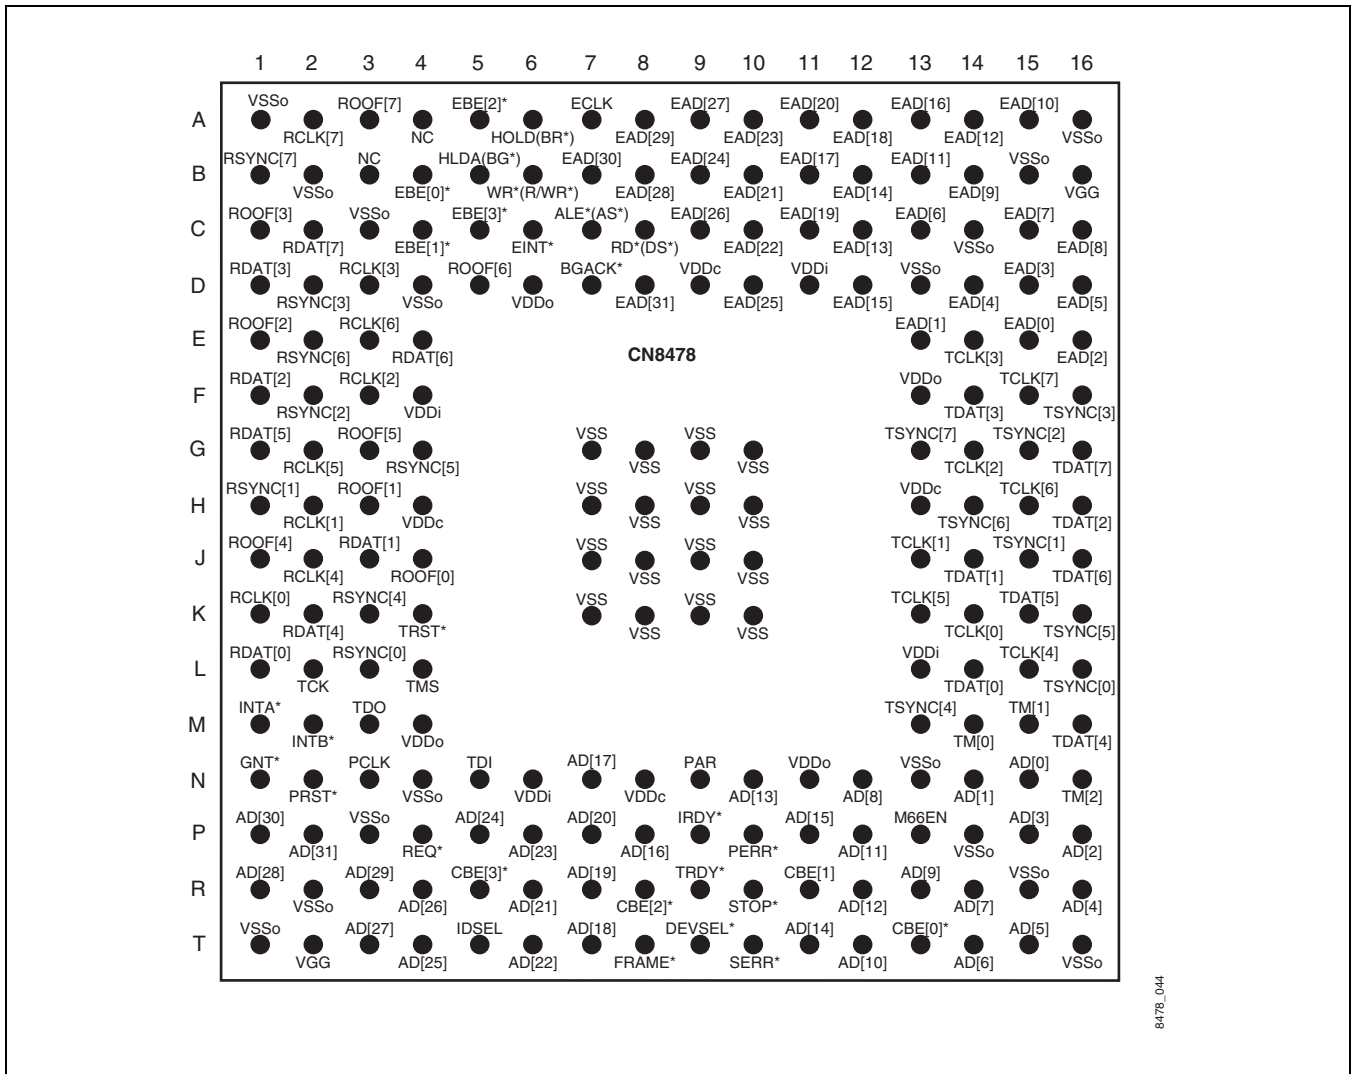 1 2 3 4 5 6 7 8 9 10 11 12 13 14 15 16
VSSo ROOF[7] EBE[2]* ECLK EAD[27] EAD[20] EAD[16] EAD[10]
A
RCLK[7] NC HOLD(BR*) EAD[29] EAD[23] EAD[18] EAD[12] VSSo
RSYNC[7] NC HLDA(BG*) EAD[30] EAD[24] EAD[17] EAD[11] VSSo
B
VSSo EBE[0]* WR*(R/WR*) EAD[28] EAD[21] EAD[14] EAD[9] VGG
ROOF[3] VSSo EBE[3]* ALE*(AS*) EAD[26] EAD[19] EAD[6] EAD[7]
C
RDAT[7] EBE[1]* EINT* RD*(DS*) EAD[22] EAD[13] VSSo EAD[8]
RDAT[3] RCLK[3] ROOF[6] BGACK* VDDc VDDi VSSo EAD[3]
D
RSYNC[3] VSSo VDDo EAD[31] EAD[25] EAD[15] EAD[4] EAD[5]
ROOF[2] RCLK[6] EAD[1] EAD[0]
E
RSYNC[6] RDAT[6] CN8478 TCLK[3] EAD[2]
RDAT[2] RCLK[2] VDDo TCLK[7]
F
RSYNC[2] VDDi TDAT[3] TSYNC[3]
RDAT[5] ROOF[5] VSS VSS TSYNC[7] TSYNC[2]
G
RCLK[5] RSYNC[5] VSS VSS TCLK[2] TDAT[7]
RSYNC[1] ROOF[1] VSS VSS VDDc TCLK[6]
H
RCLK[1] VDDc VSS VSS TSYNC[6] TDAT[2]
ROOF[4] RDAT[1] VSS VSS TCLK[1] TSYNC[1]
J
RCLK[4] ROOF[0] VSS VSS TDAT[1] TDAT[6]
RCLK[0] RSYNC[4] VSS VSS TCLK[5] TDAT[5]
K
RDAT[4] TRST* VSS VSS TCLK[0] TSYNC[5]
RDAT[0] RSYNC[0] VDDi TCLK[4]
L
TCK TMS TDAT[0] TSYNC[0]
INTA* TDO TSYNC[4] TM[1]
M
INTB* VDDo TM[0] TDAT[4]
GNT* PCLK TDI AD[17] PAR VDDo VSSo AD[0]
N
PRST* VSSo VDDi VDDc AD[13] AD[8] AD[1] TM[2]
AD[30] VSSo AD[24] AD[20] IRDY* AD[15] M66EN AD[3]
P
AD[31] REQ* AD[23] AD[16] PERR* AD[11] VSSo AD[2]
AD[28] AD[29] CBE[3]* AD[19] TRDY* CBE[1] AD[9] VSSo
R
VSSo AD[26] AD[21] CBE[2]* STOP* AD[12] AD[7] AD[4]
VSSo AD[27] IDSEL AD[18] DEVSEL* AD[14] CBE[0]* AD[5]
T
VGG AD[25] AD[22] FRAME* SERR* AD[10] AD[6] VSSo
8478_044